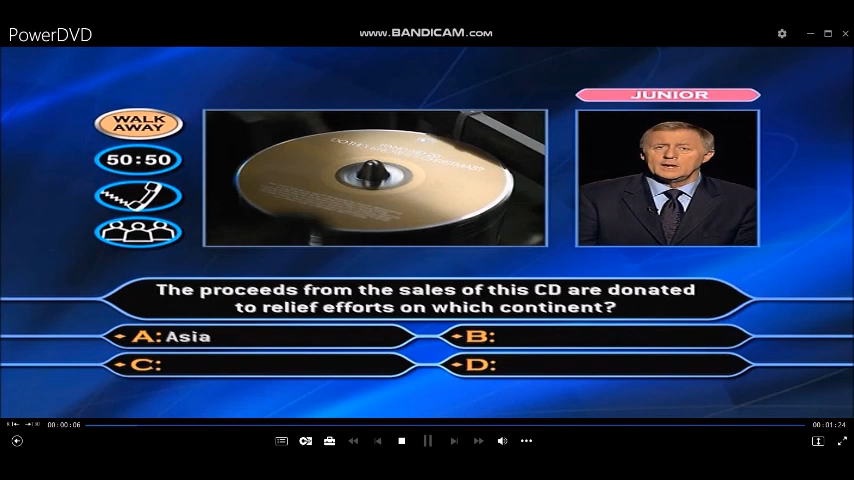 PowerDVD
www.BANDICAM.com
JUNIOR
WALK
AWAY
50:50
The proceeds from the sales of this CD are donated
to relief efforts on which continent?
A: Asia
B:
C:
D:
00:00:06
00:01:24